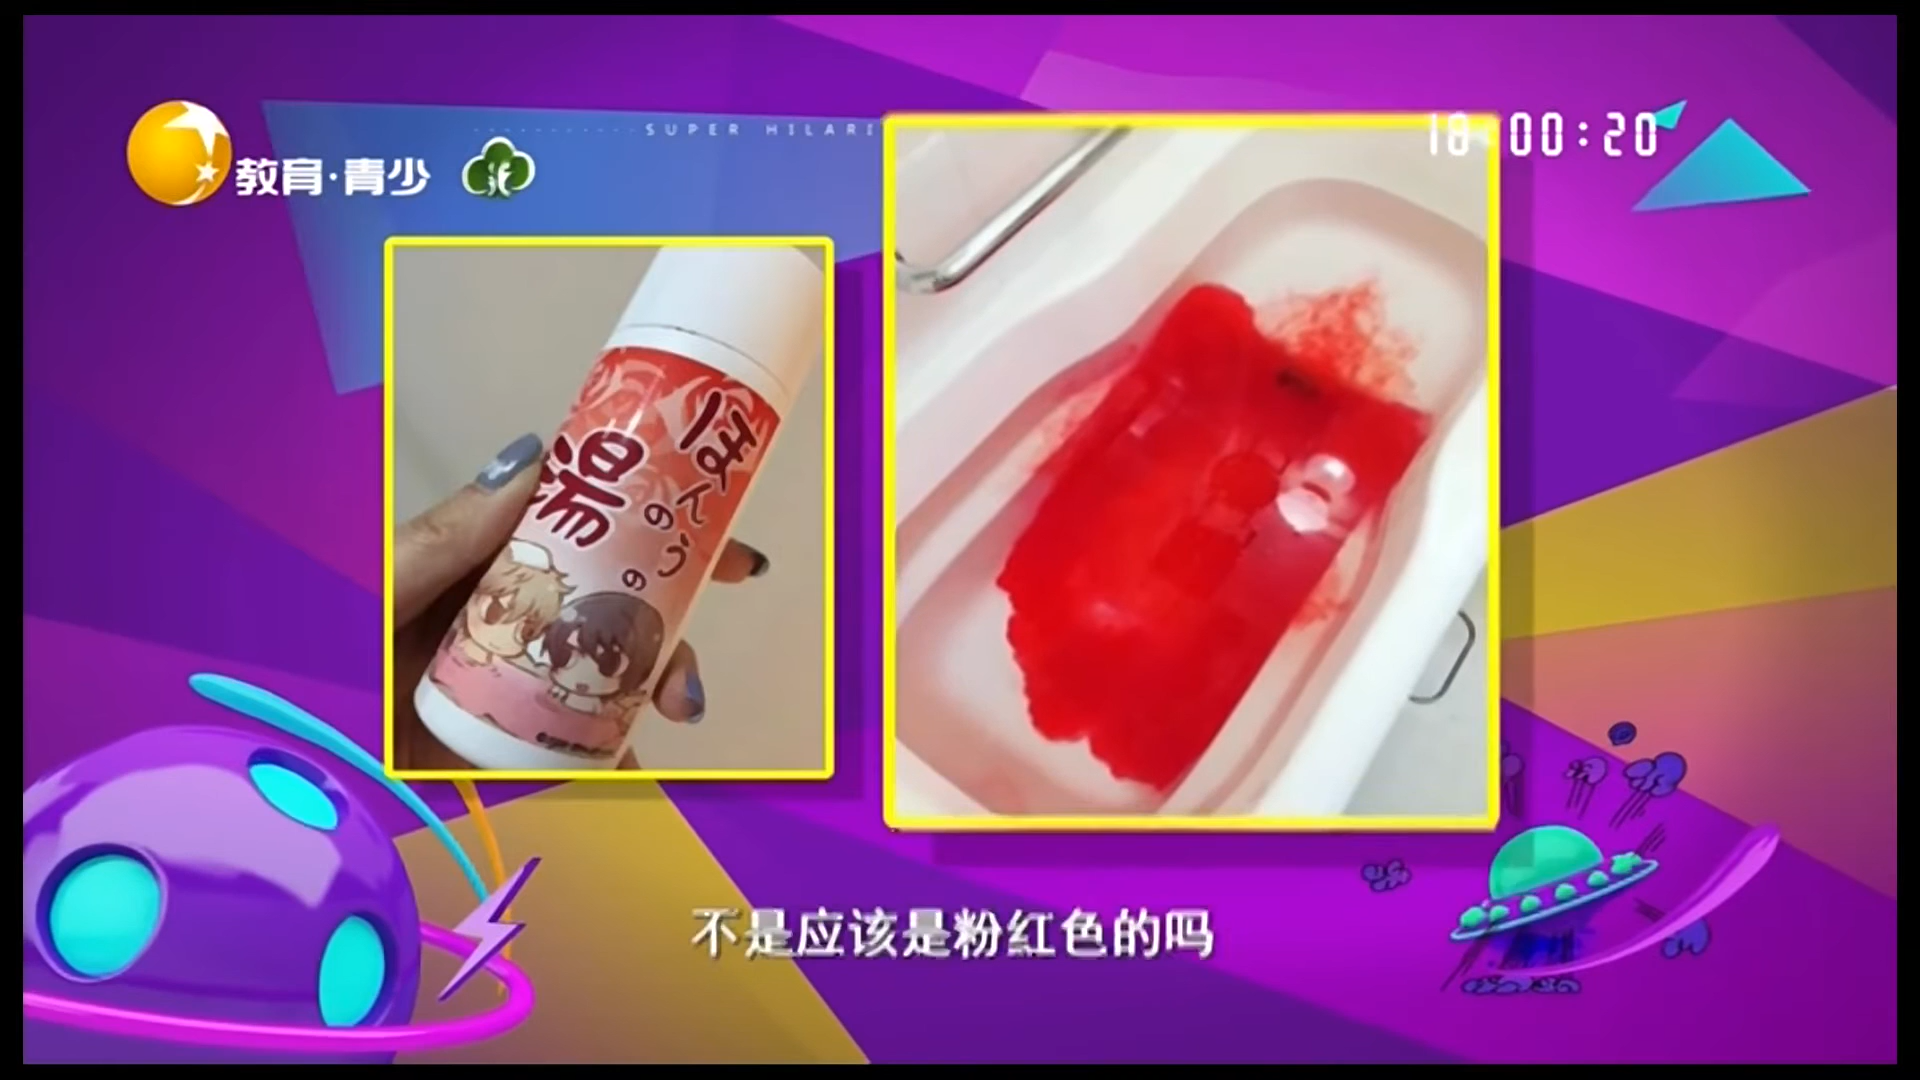 SUPER HILARI
18:00:20
教育·青少
ほんのうの
湯
不是应该是粉红色的吗